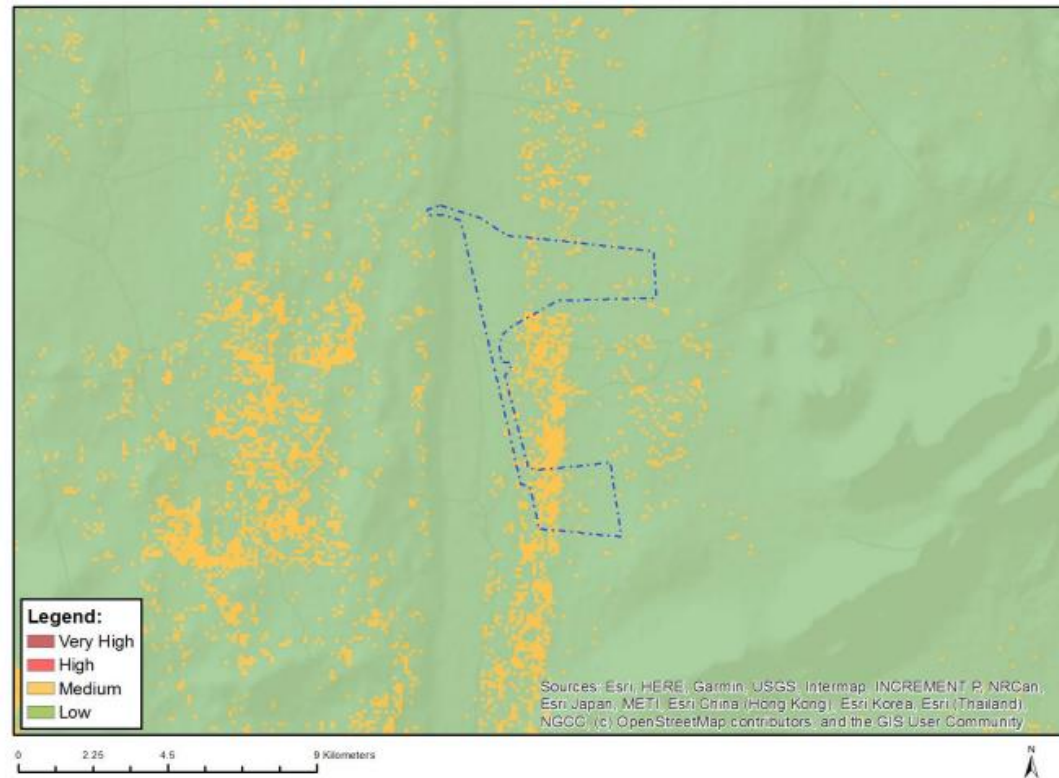 Legend:
Very High
High
Medium
Low
Sources: Esri, HERE, Garmin, USGS, Intermap, INCREMENT P, NRCan,
Esri Japan, METI, Esri China (Hong Kong), Esri Korea, Esri (Thailand),
NGCC, (c) OpenStreetMap contributors, and the GIS User Community
0 2.25 4.5 9 Kilometers
N